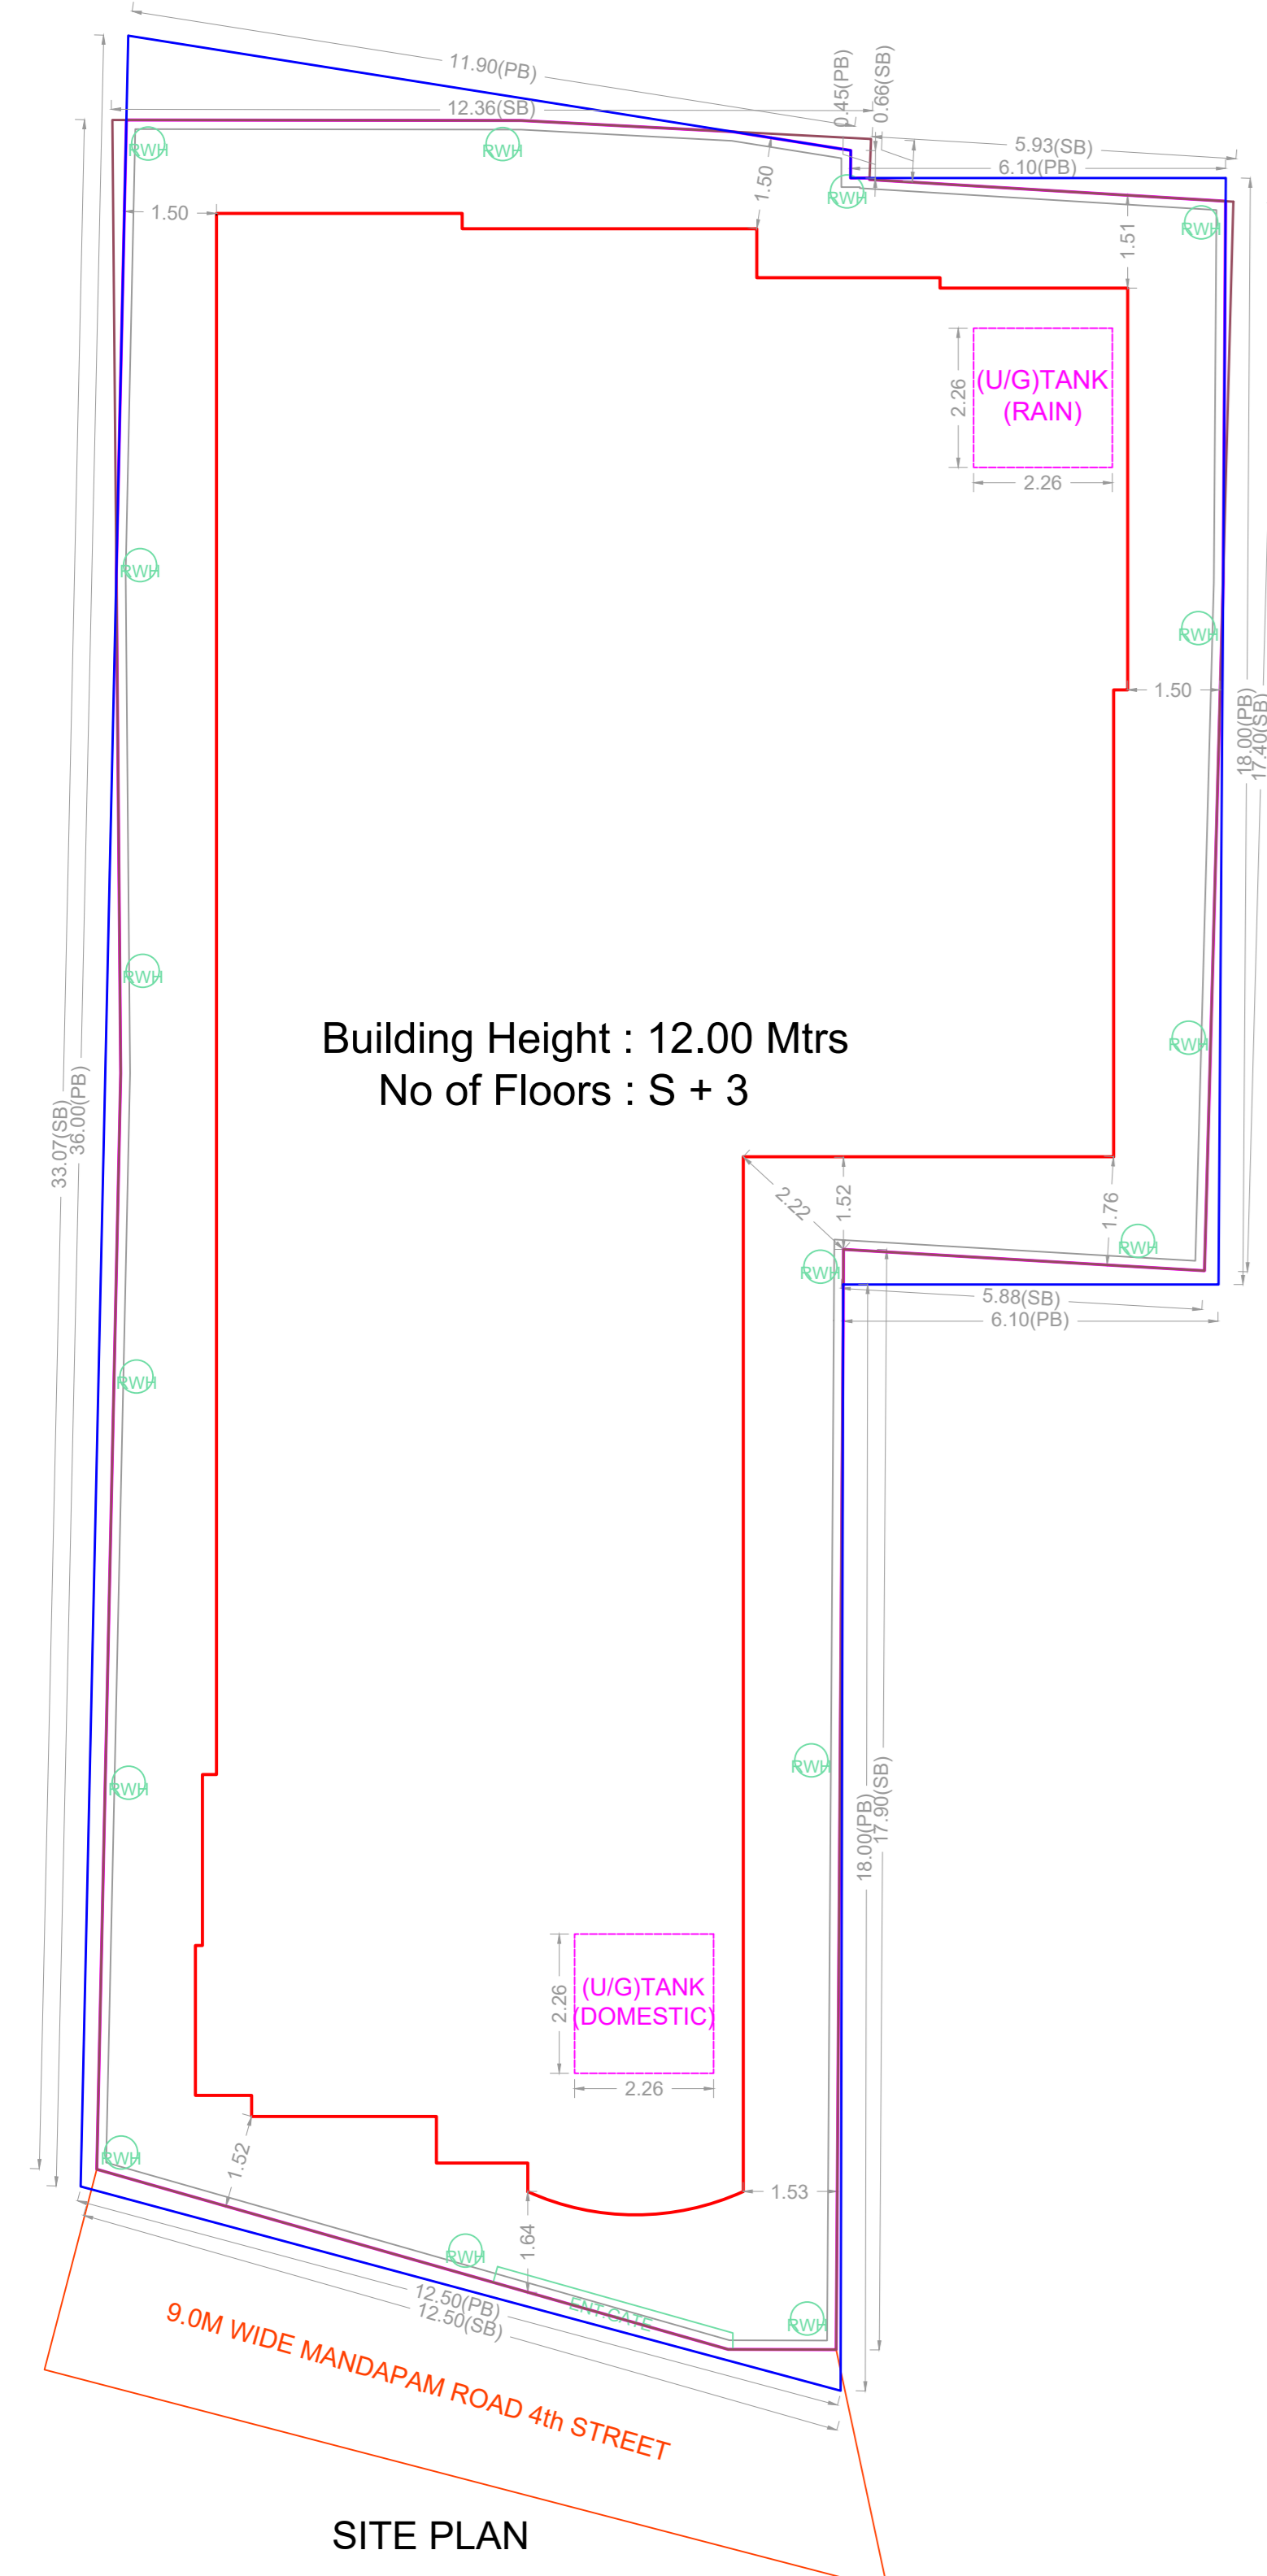 11.90(PB)
12.36(SB)
0.45(PB)
0.66(SB)
5.93(SB)
6.10(PB)
RWH
RWH
1.50
RWH
RWH
1.50
1.51
(U/G)TANK
(RAIN)
2.26
2.26
RWH
RWH
1.50
18.00(PB)
17.40(SB)
RWH
Building Height : 12.00 Mtrs
No of Floors : S + 3
RWH
33.07(SB)
36.00(PB)
2.22
1.52
1.76
RWH
RWH
5.88(SB)
6.10(PB)
RWH
RWH
RWH
18.00(PB)
17.90(SB)
2.26
(U/G)TANK
(DOMESTIC)
2.26
RWH
1.52
1.53
1.64
RWH
ENT.GATE
RWH
12.50(PB)
12.50(SB)
9.0M WIDE MANDAPAM ROAD 4th STREET
SITE PLAN